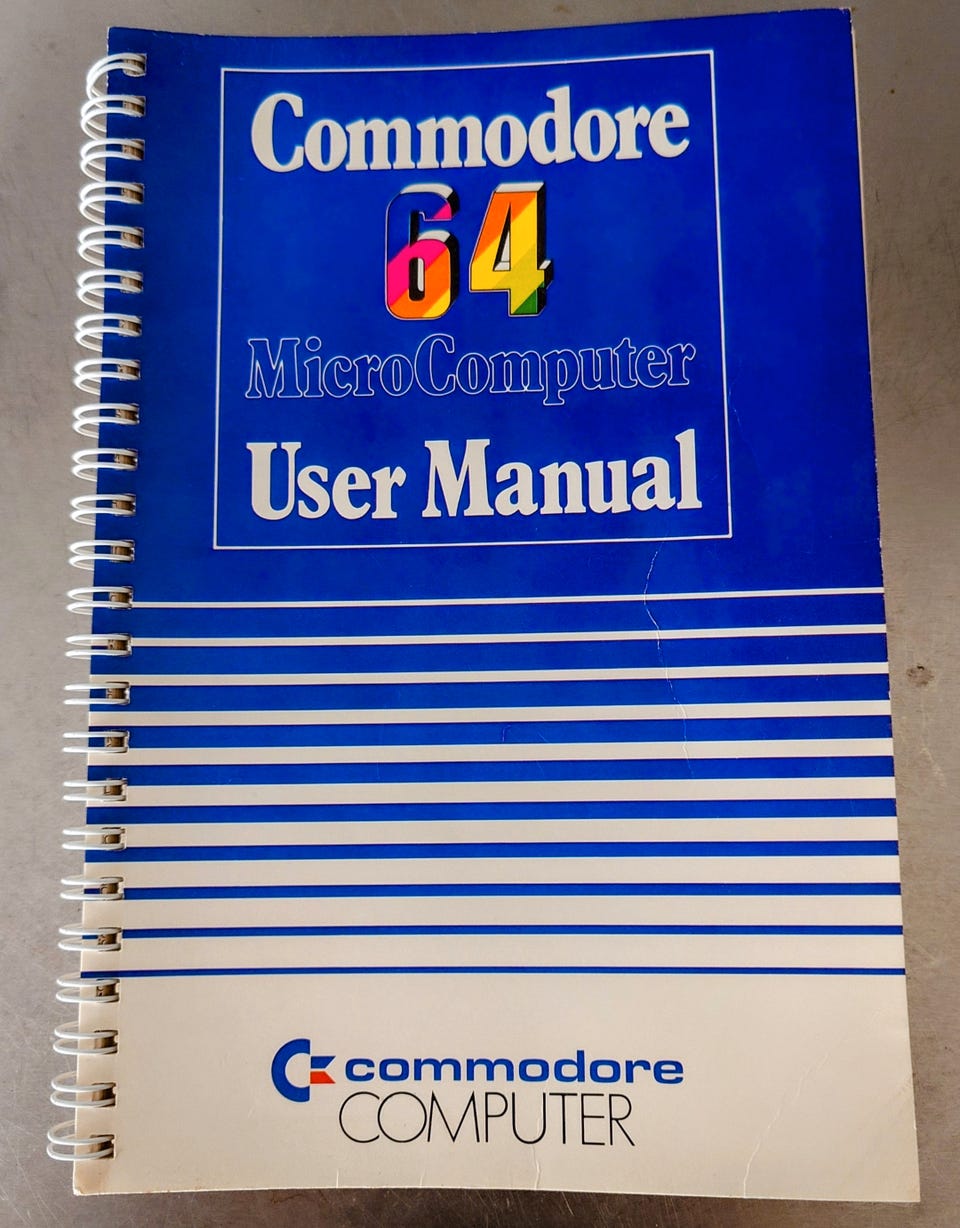 Commodore
64
MicroComputer
User Manual
commodore
COMPUTER